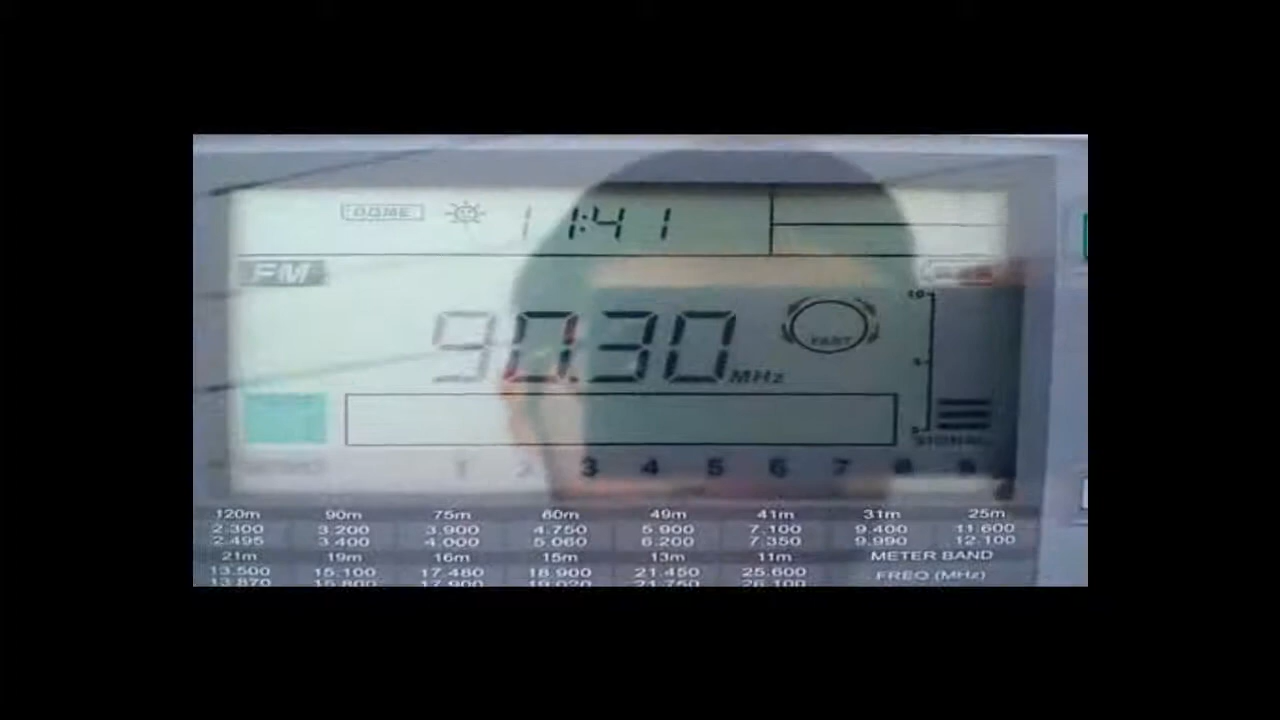 HOME 11:41
FM
90.30 MHz
FAST
10
5
0
SIGNAL
1 2 3 4 5 6 7 8 9
120m 90m 75m 60m 49m 41m 31m 25m
2.300 3.200 3.900 4.750 5.900 7.100 9.400 11.600
2.495 3.400 4.000 5.060 6.200 7.350 9.990 12.100
21m 19m 16m 15m 13m 11m METER BAND
13.500 15.100 17.480 18.900 21.450 25.600 FREQ (MHz)
13.870 15.800 17.900 19.020 21.750 26.100